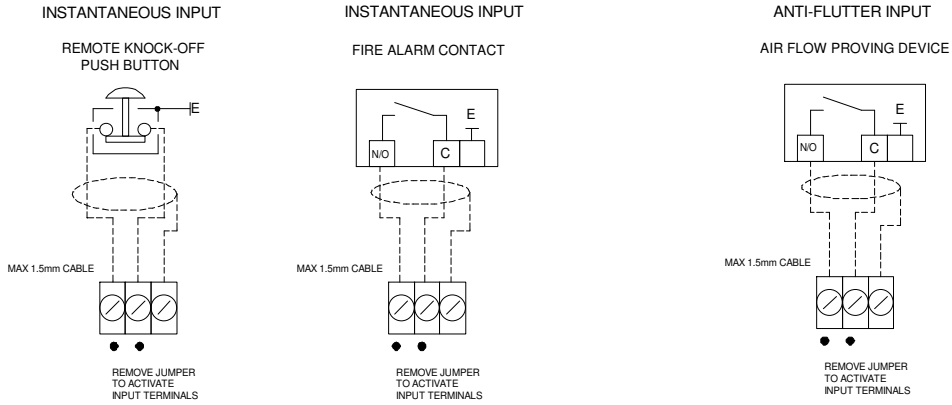 INSTANTANEOUS INPUT
REMOTE KNOCK-OFF
PUSH BUTTON
E
MAX 1.5mm CABLE
REMOVE JUMPER
TO ACTIVATE
INPUT TERMINALS
INSTANTANEOUS INPUT
FIRE ALARM CONTACT
E
N/O
C
MAX 1.5mm CABLE
REMOVE JUMPER
TO ACTIVATE
INPUT TERMINALS
ANTI-FLUTTER INPUT
AIR FLOW PROVING DEVICE
E
N/O
C
MAX 1.5mm CABLE
REMOVE JUMPER
TO ACTIVATE
INPUT TERMINALS